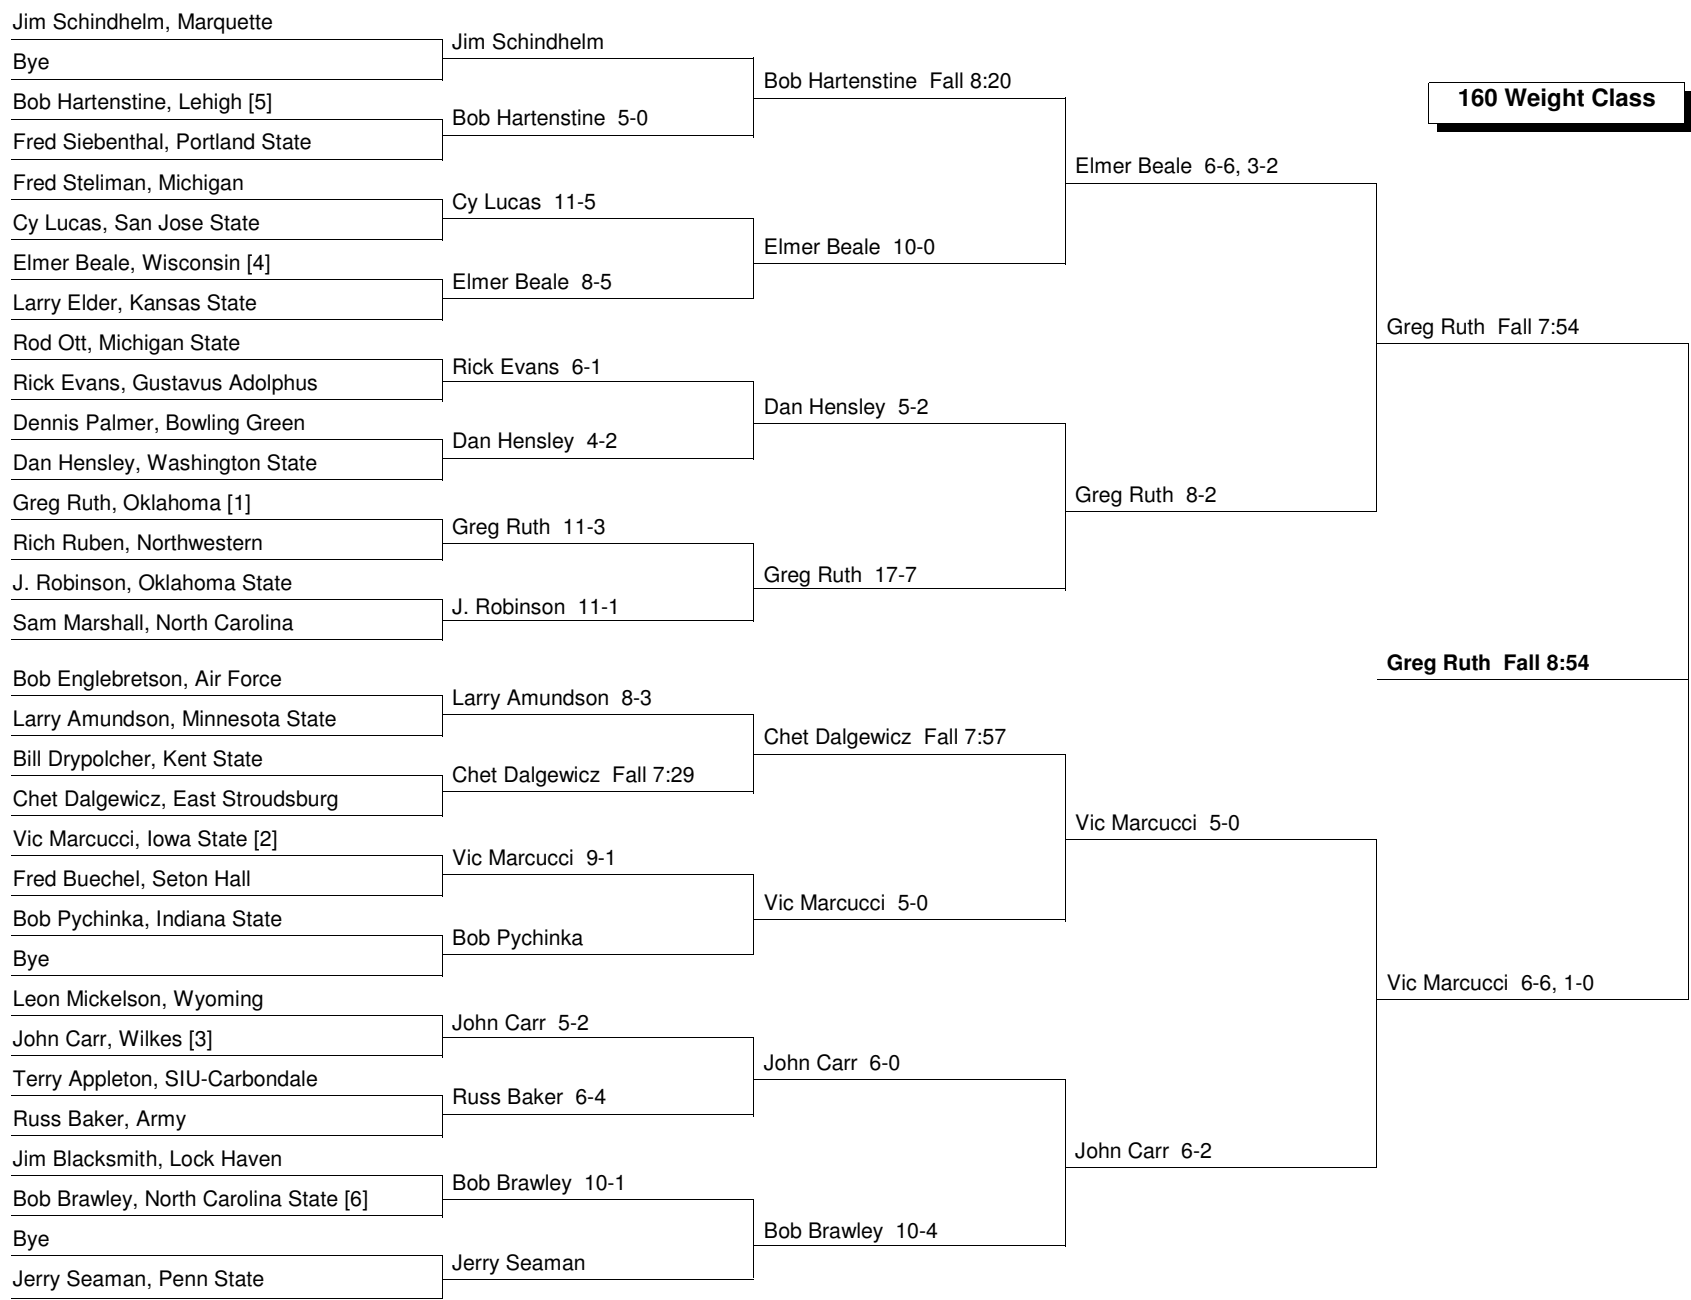 Jim Schindhelm, Marquette
Bye
Bob Hartenstine, Lehigh [5]
Fred Siebenthal, Portland State
Fred Steliman, Michigan
Cy Lucas, San Jose State
Elmer Beale, Wisconsin [4]
Larry Elder, Kansas State
Rod Ott, Michigan State
Rick Evans, Gustavus Adolphus
Dennis Palmer, Bowling Green
Dan Hensley, Washington State
Greg Ruth, Oklahoma [1]
Rich Ruben, Northwestern
J. Robinson, Oklahoma State
Sam Marshall, North Carolina
Bob Englebretson, Air Force
Larry Amundson, Minnesota State
Bill Drypolcher, Kent State
Chet Dalgewicz, East Stroudsburg
Vic Marcucci, Iowa State [2]
Fred Buechel, Seton Hall
Bob Pychinka, Indiana State
Bye
Leon Mickelson, Wyoming
John Carr, Wilkes [3]
Terry Appleton, SIU-Carbondale
Russ Baker, Army
Jim Blacksmith, Lock Haven
Bob Brawley, North Carolina State [6]
Bye
Jerry Seaman, Penn State
Jim Schindhelm
Bob Hartenstine 5-0
Cy Lucas 11-5
Elmer Beale 8-5
Rick Evans 6-1
Dan Hensley 4-2
Greg Ruth 11-3
J. Robinson 11-1
Larry Amundson 8-3
Chet Dalgewicz Fall 7:29
Vic Marcucci 9-1
Bob Pychinka
John Carr 5-2
Russ Baker 6-4
Bob Brawley 10-1
Jerry Seaman
Bob Hartenstine Fall 8:20
Elmer Beale 10-0
Dan Hensley 5-2
Greg Ruth 17-7
Chet Dalgewicz Fall 7:57
Vic Marcucci 5-0
John Carr 6-0
Bob Brawley 10-4
Elmer Beale 6-6, 3-2
Greg Ruth 8-2
Vic Marcucci 5-0
John Carr 6-2
160 Weight Class
Greg Ruth Fall 7:54
Greg Ruth Fall 8:54
Vic Marcucci 6-6, 1-0